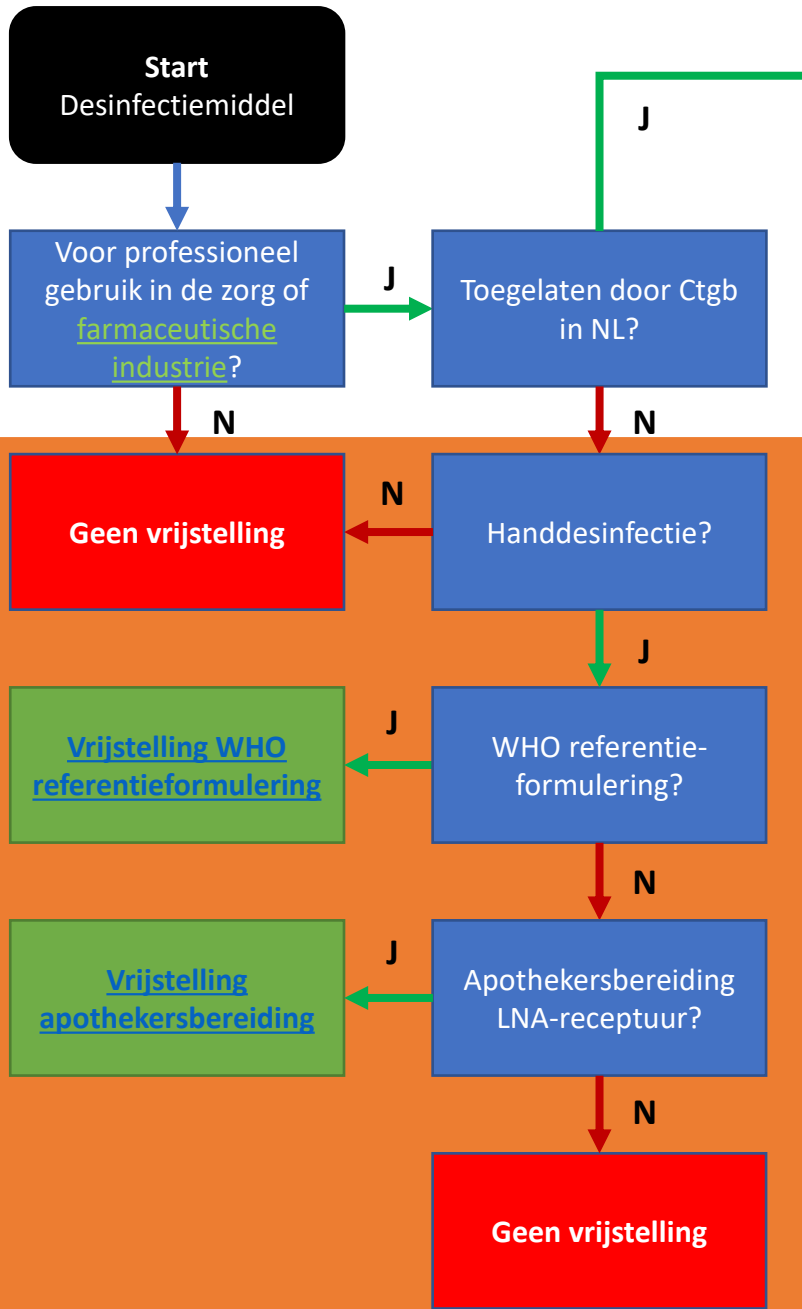 Start
Desinfectiemiddel
J
Voor professioneel
gebruik in de zorg of
farmaceutische
industrie?
J
Toegelaten door Ctgb
in NL?
N
N
Geen vrijstelling
N
Handdesinfectie?
J
Vrijstelling WHO
referentieformulering
J
WHO referentie-
formulering?
N
Vrijstelling
apothekersbereiding
J
Apothekersbereiding
LNA-receptuur?
N
Geen vrijstelling